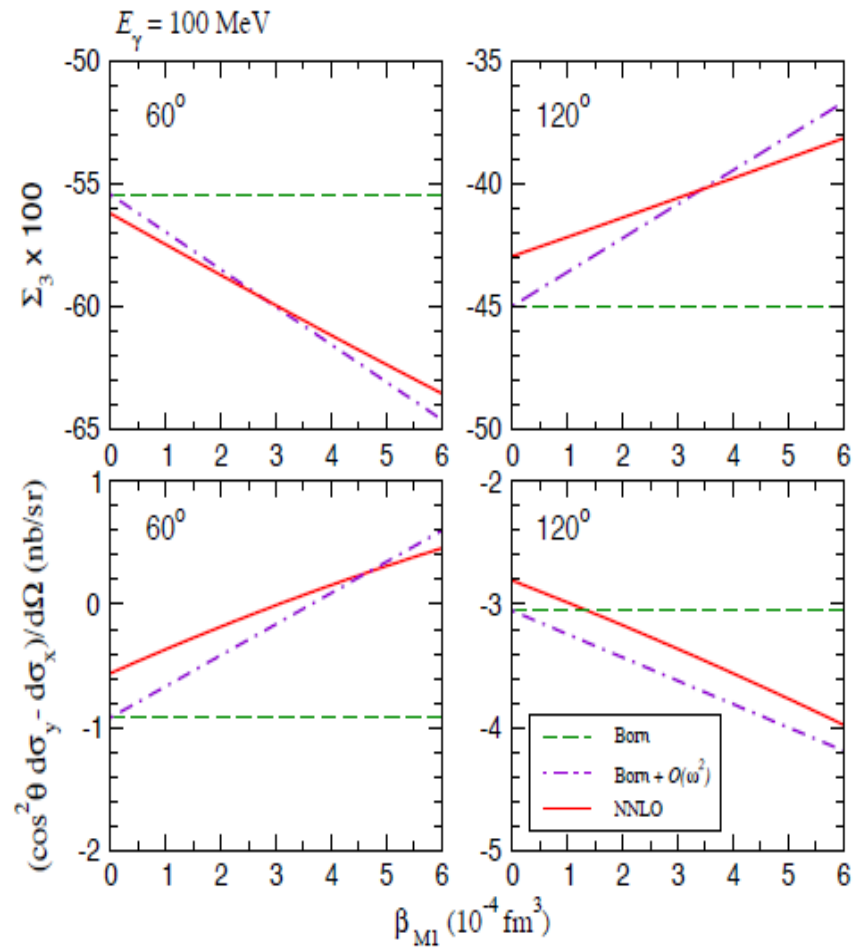 E_γ = 100 MeV
-50
60°
-55
-60
-65
Σ_3 x 100
0 1 2 3 4 5 6
-35
120°
-40
-45
-50
0 1 2 3 4 5 6
1
60°
0
-1
-2
(cos²θ dσ_y - dσ_x)/dΩ (nb/sr)
0 1 2 3 4 5 6
-2
120°
-3
-4
-5
Born
Born + O(ω²)
NNLO
0 1 2 3 4 5 6
β_M1 (10⁻⁴ fm³)